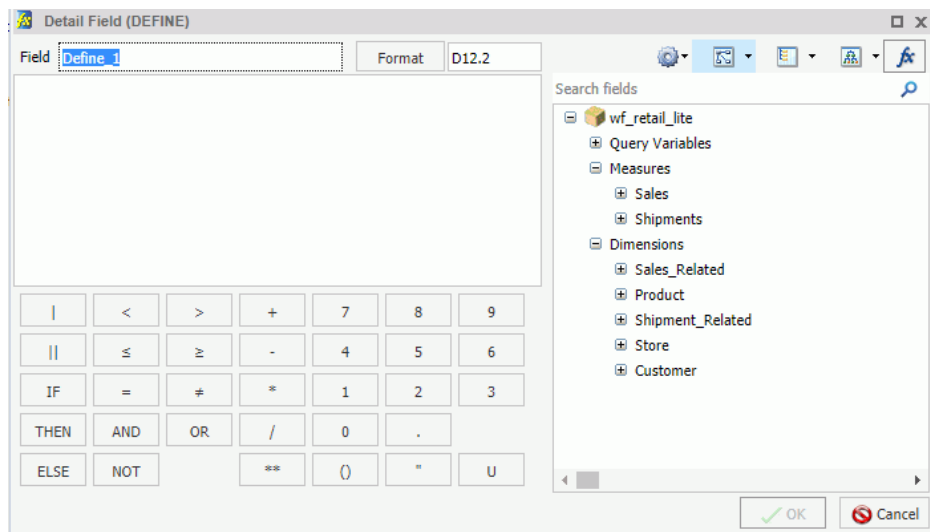 Detail Field (DEFINE)
Field Define_1 Format D12.2
fx
Search fields
wf_retail_lite
Query Variables
Measures
Sales
Shipments
Dimensions
Sales_Related
Product
Shipment_Related
Store
Customer
| < > + 7 8 9
|| ≤ ≥ - 4 5 6
IF = ≠ * 1 2 3
THEN AND OR / 0 .
ELSE NOT ** () " U
OK Cancel